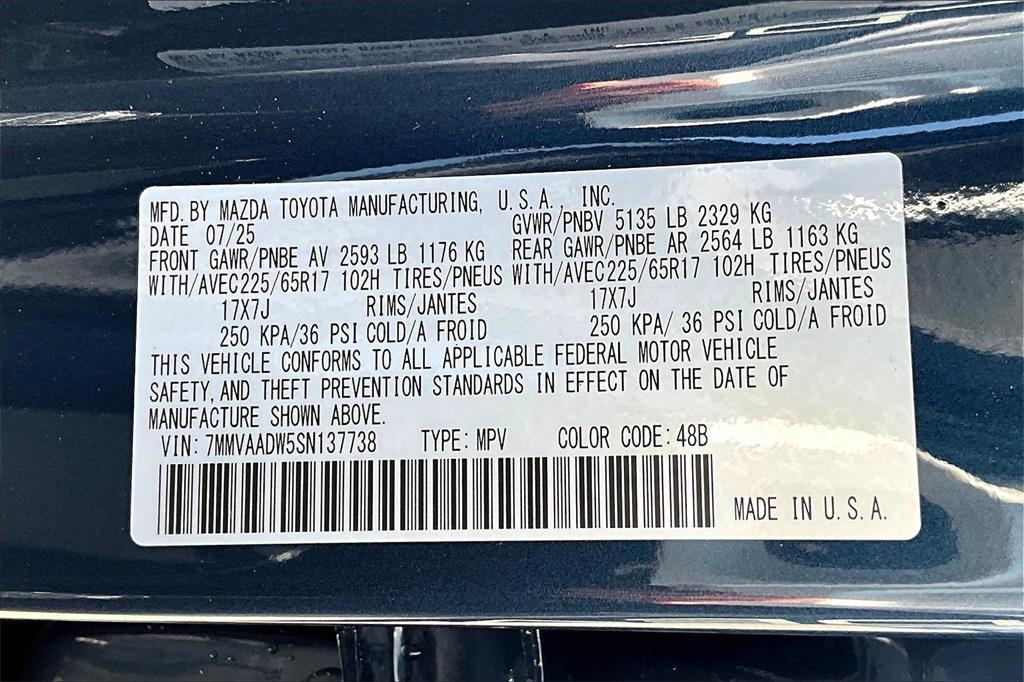 MFD. BY MAZDA TOYOTA MANUFACTURING, U.S.A., INC.
DATE 07/25 GVWR/PNBV 5135 LB 2329 KG
FRONT GAWR/PNBE AV 2593 LB 1176 KG REAR GAWR/PNBE AR 2564 LB 1163 KG
WITH/AVEC225/65R17 102H TIRES/PNEUS WITH/AVEC225/65R17 102H TIRES/PNEUS
17X7J RIMS/JANTES 17X7J RIMS/JANTES
250 KPA/36 PSI COLD/A FROID 250 KPA/ 36 PSI COLD/A FROID
THIS VEHICLE CONFORMS TO ALL APPLICABLE FEDERAL MOTOR VEHICLE
SAFETY, AND THEFT PREVENTION STANDARDS IN EFFECT ON THE DATE OF
MANUFACTURE SHOWN ABOVE.
VIN: 7MMVAADW5SN137738 TYPE: MPV COLOR CODE: 48B
MADE IN U.S.A.